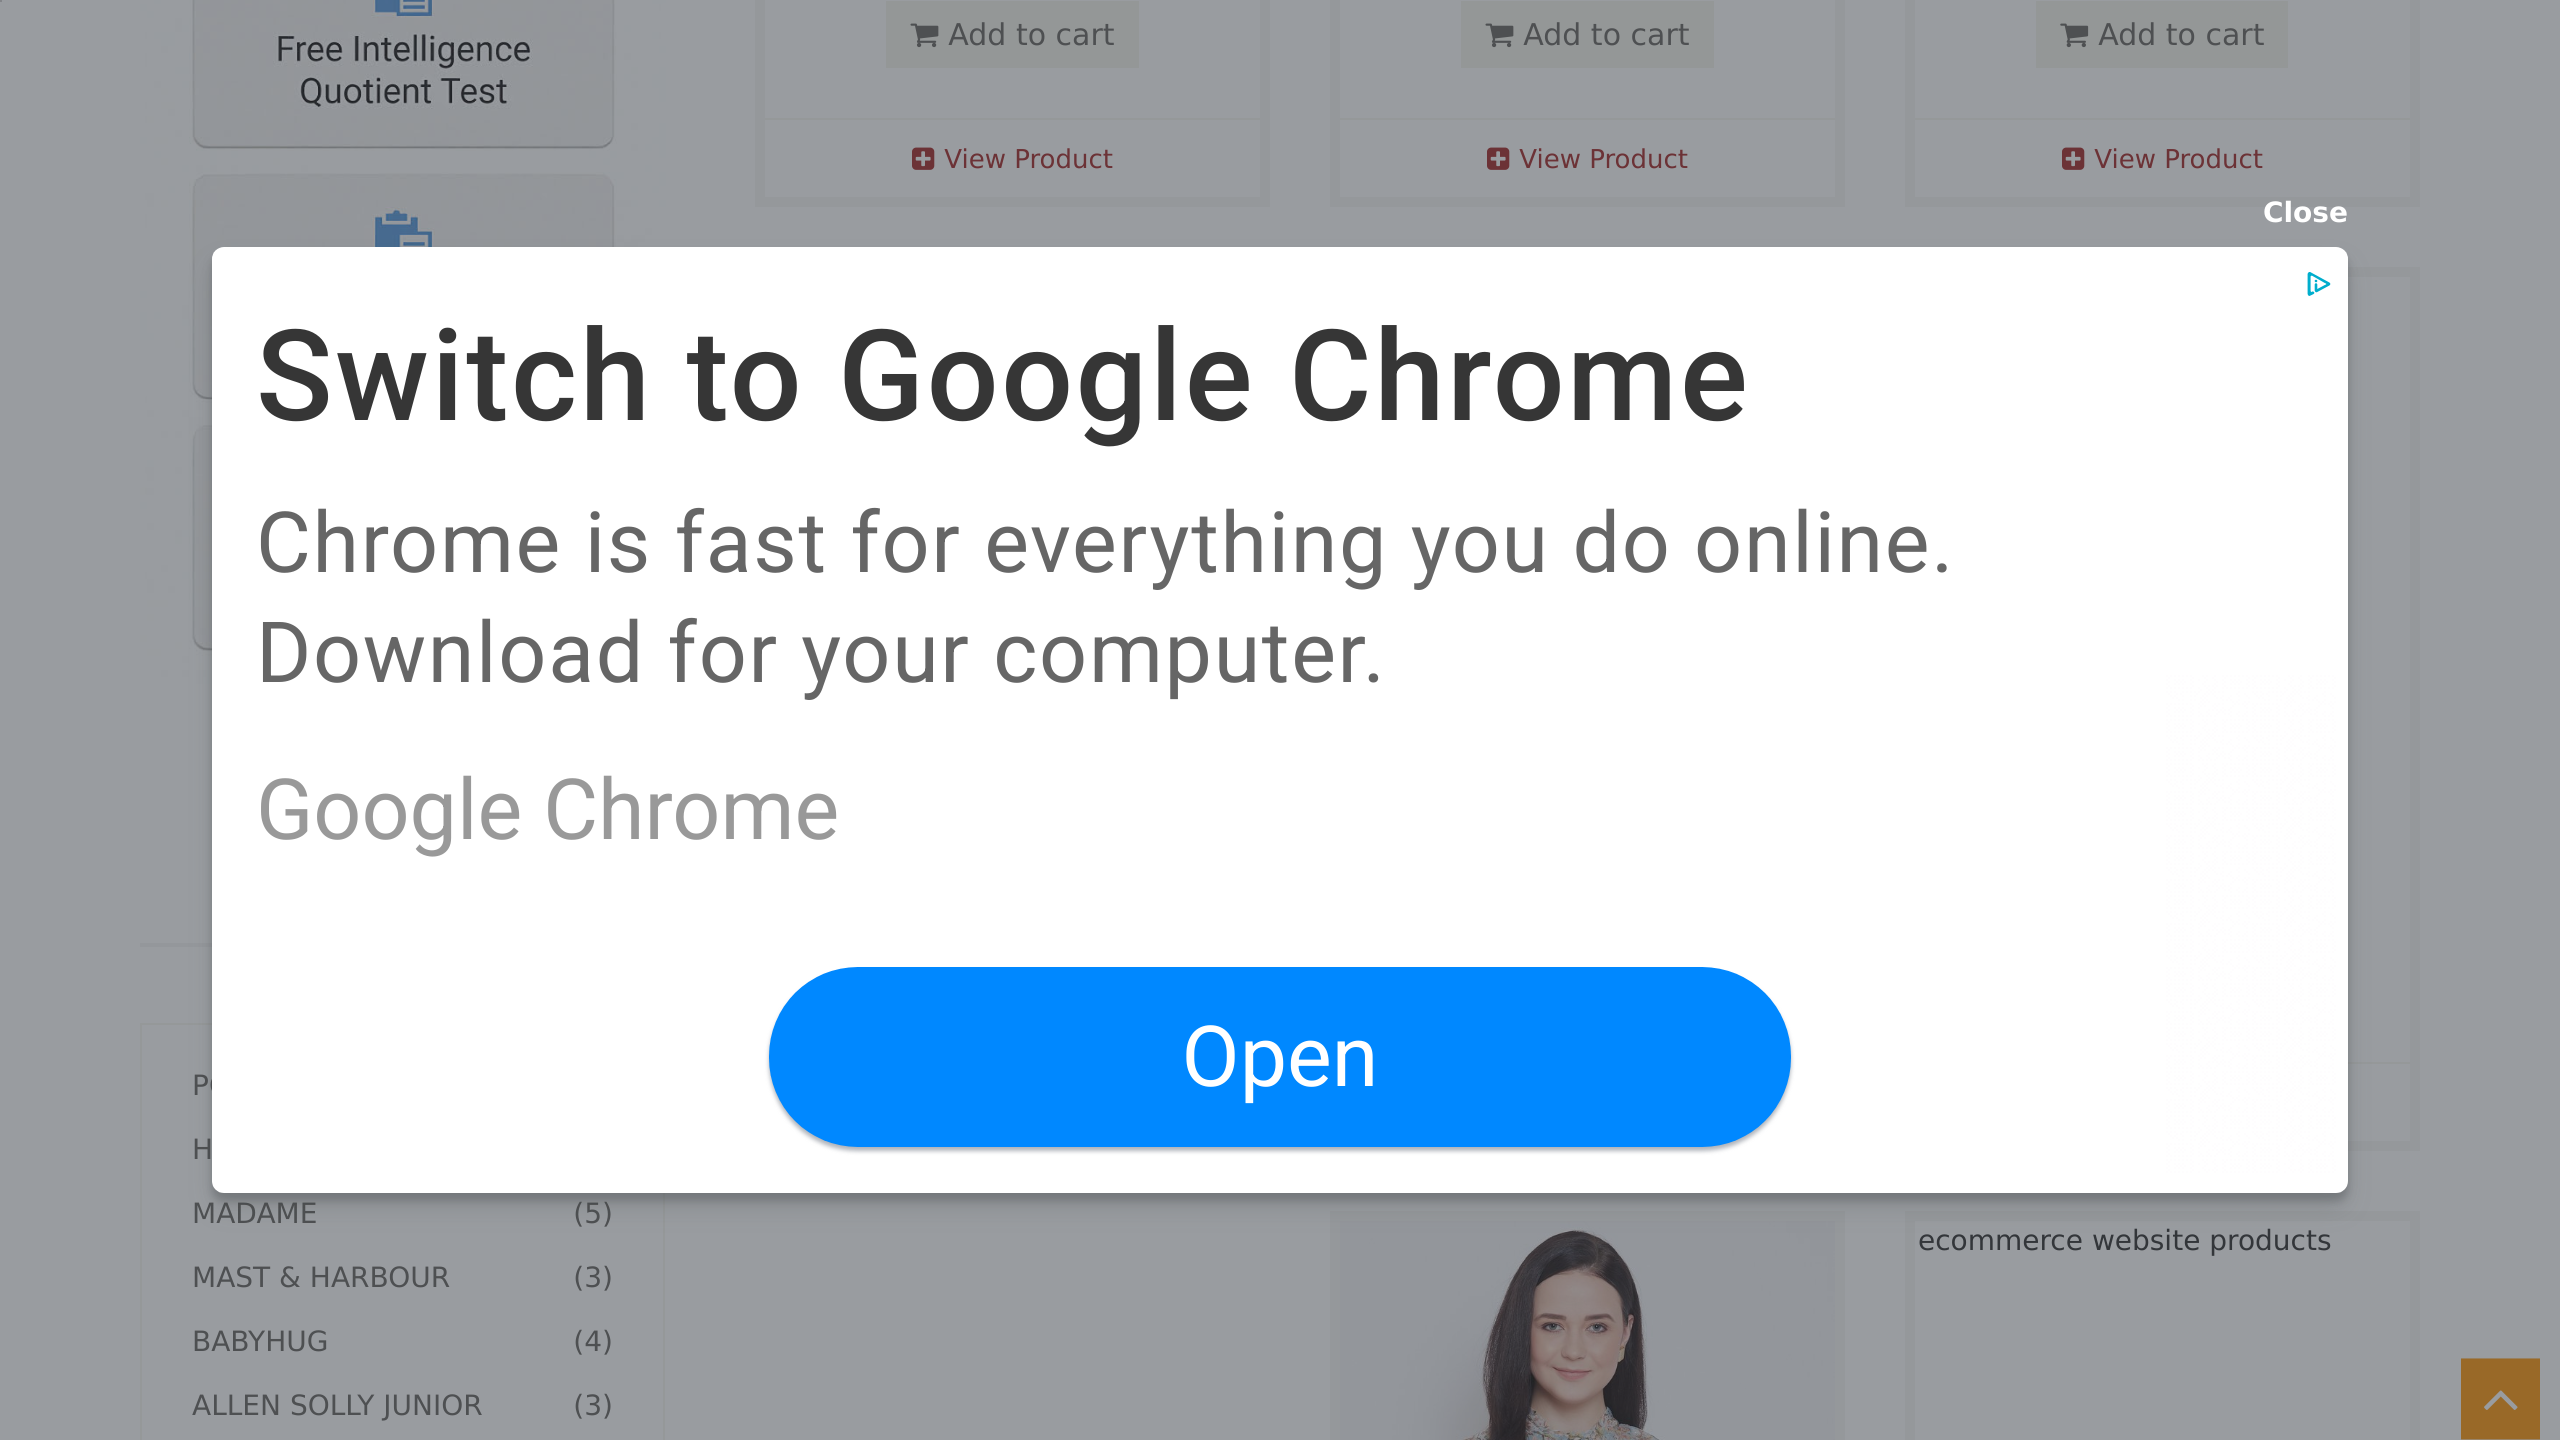 Free Intelligence
Quotient Test
Add to cart
Add to cart
Add to cart
View Product
View Product
View Product
Close
Switch to Google Chrome
Chrome is fast for everything you do online.
Download for your computer.
Google Chrome
Open
MADAME (5)
MAST & HARBOUR (3)
BABYHUG (4)
ALLEN SOLLY JUNIOR (3)
ecommerce website products